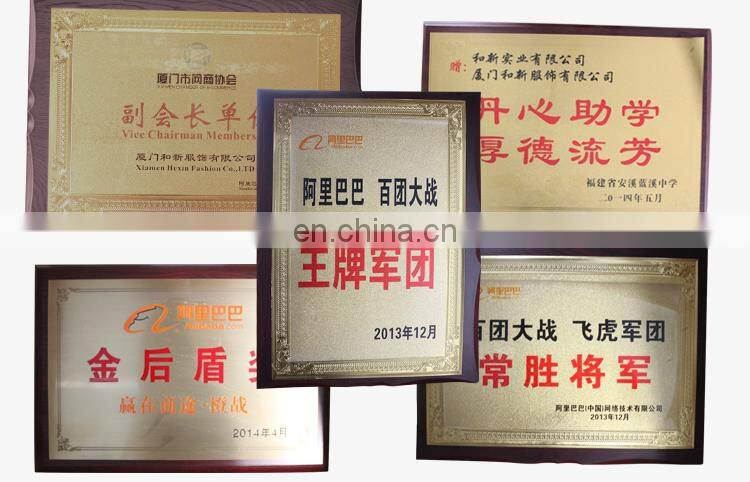 厦门市网商协会
XIAMEN CHAMBER OF E-COMMERCE
副会长单
Vice Chairman Members
厦门和新服饰有限公司
Xiamen Hexin Fashion Co.,LTD
赠：
和新实业有限公司
厦门和新服饰有限公司
丹心助学
厚德流芳
福建省安溪蓝溪中学
二〇一四年五月
阿里巴巴
阿里巴巴 百团大战
王牌军团
2013年12月
en.china.cn
阿里巴巴
Alibaba.com
金后盾
赢在商途·橙战
2014年4月
阿里巴巴
百团大战 飞虎军团
常胜将军
阿里巴巴(中国)网络技术有限公司
2013年12月